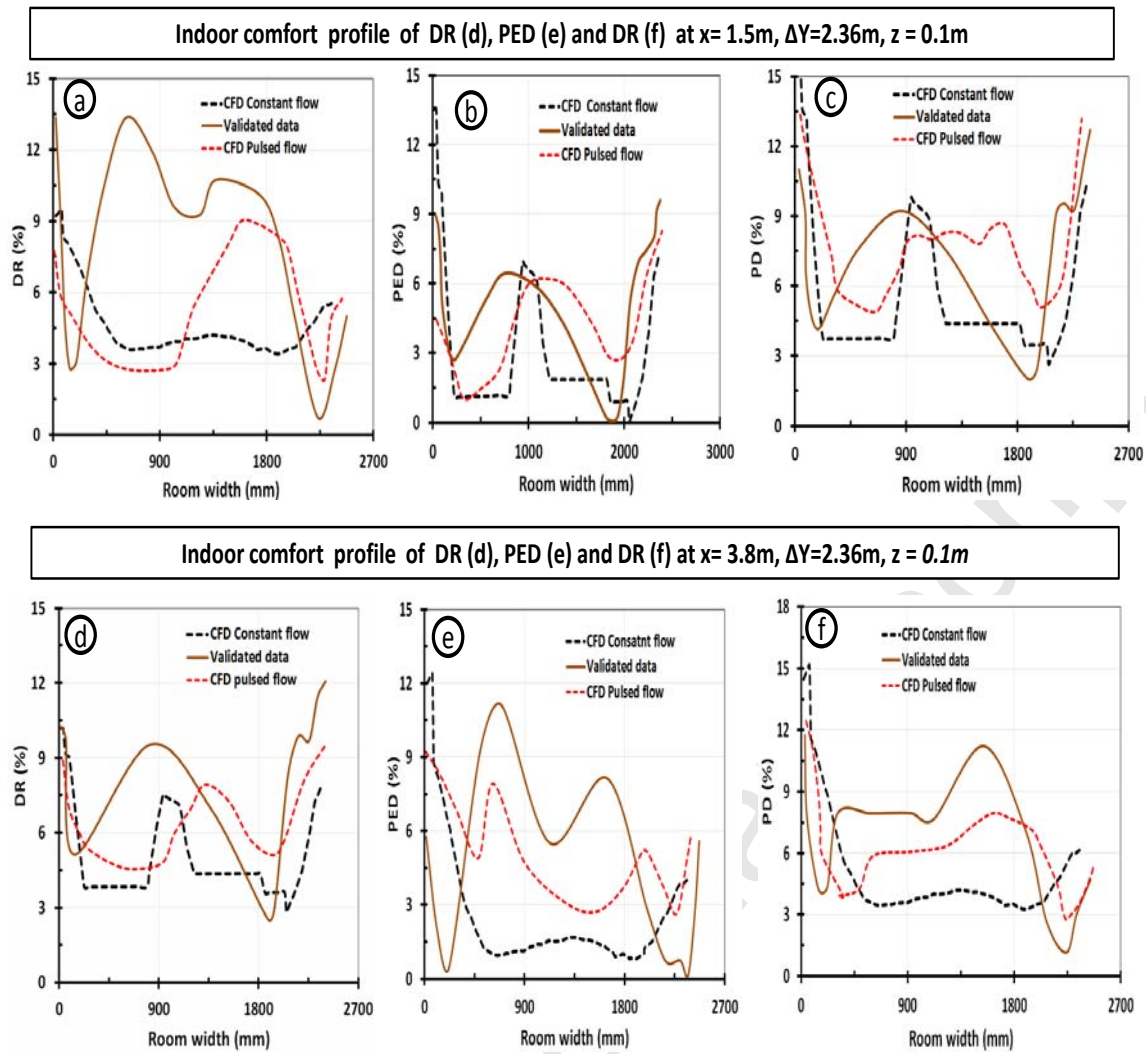 Indoor comfort profile of DR (d), PED (e) and DR (f) at x= 1.5m, ΔY=2.36m, z = 0.1m
a
CFD Constant flow
Validated data
CFD Pulsed flow
DR (%)
15
12
9
6
3
0
0 900 1800 2700
Room width (mm)
b
CFD Constant flow
Validated data
CFD Pulsed flow
PED (%)
15
12
9
6
3
0
0 1000 2000 3000
Room width (mm)
c
CFD Constant flow
Valdated data
CFD Pulsed flow
PD (%)
15
12
9
6
3
0
0 900 1800 2700
Room width (mm)
Indoor comfort profile of DR (d), PED (e) and DR (f) at x= 3.8m, ΔY=2.36m, z = 0.1m
d
CFD Constant flow
Validated data
CFD pulsed flow
DR (%)
15
12
9
6
3
0
0 900 1800 2700
Room width (mm)
e
CFD Consatnt flow
Validated data
CFD Pulsed flow
PED (%)
15
12
9
6
3
0
0 900 1800 2700
Room width (mm)
f
CFD Constant flow
Validated data
CFD Pulsed flow
PD (%)
18
15
12
9
6
3
0
0 900 1800 2700
Room width (mm)